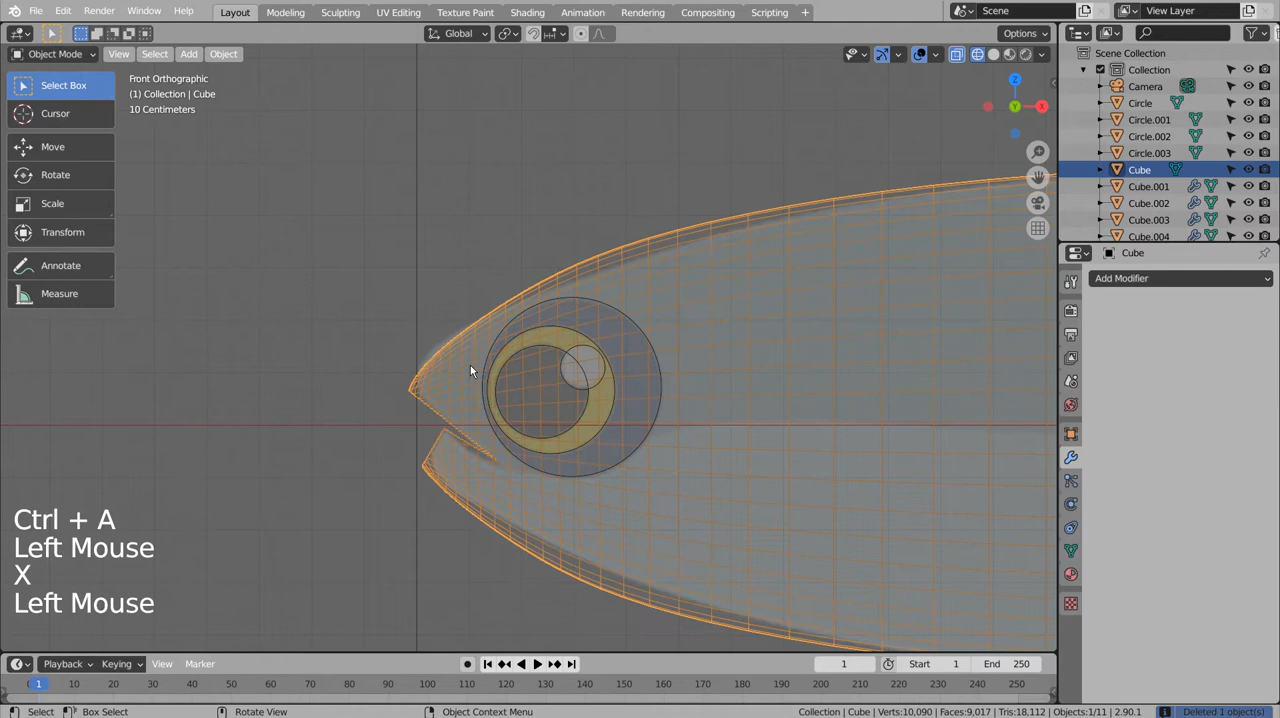 File Edit Render Window Help
Layout Modeling Sculpting UV Editing Texture Paint Shading Animation Rendering Compositing Scripting +
Scene
View Layer
Global
Options
Object Mode View Select Add Object
Select Box
Cursor
Move
Rotate
Scale
Transform
Annotate
Measure
Front Orthographic
(1) Collection | Cube
10 Centimeters
Z
Y
X
Ctrl + A
Left Mouse
X
Left Mouse
Scene Collection
Collection
Camera
Circle
Circle.001
Circle.002
Circle.003
Cube
Cube.001
Cube.002
Cube.003
Cube.004
Cube
Add Modifier
Playback Keying View Marker
1 Start 1 End 250
1 10 20 30 40 50 60 70 80 90 100 110 120 130 140 150 160 170 180 190 200 210 220 230 240 250
Select Box Select Rotate View Object Context Menu
Collection | Cube | Verts:10,090 | Faces:9,017 | Tris:18,112 | Objects:1/11 | 2.90.1 Deleted 1 object(s)